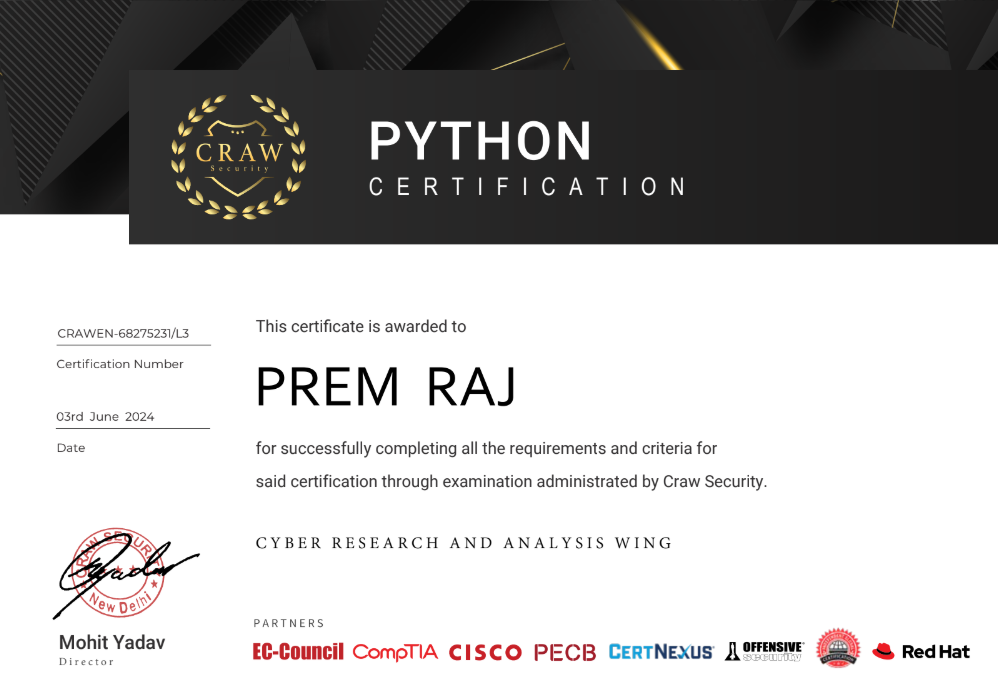 CRAW
Security
PYTHON
CERTIFICATION
CRAWEN-68275231/L3
Certification Number
03rd June 2024
Date
This certificate is awarded to
PREM RAJ
for successfully completing all the requirements and criteria for
said certification through examination administrated by Craw Security.
CYBER RESEARCH AND ANALYSIS WING
CRAW SECURITY
New Delhi
Mohit Yadav
Director
PARTNERS
EC-Council CompTIA CISCO PECB CERTNEXUS OFFENSIVE security Red Hat